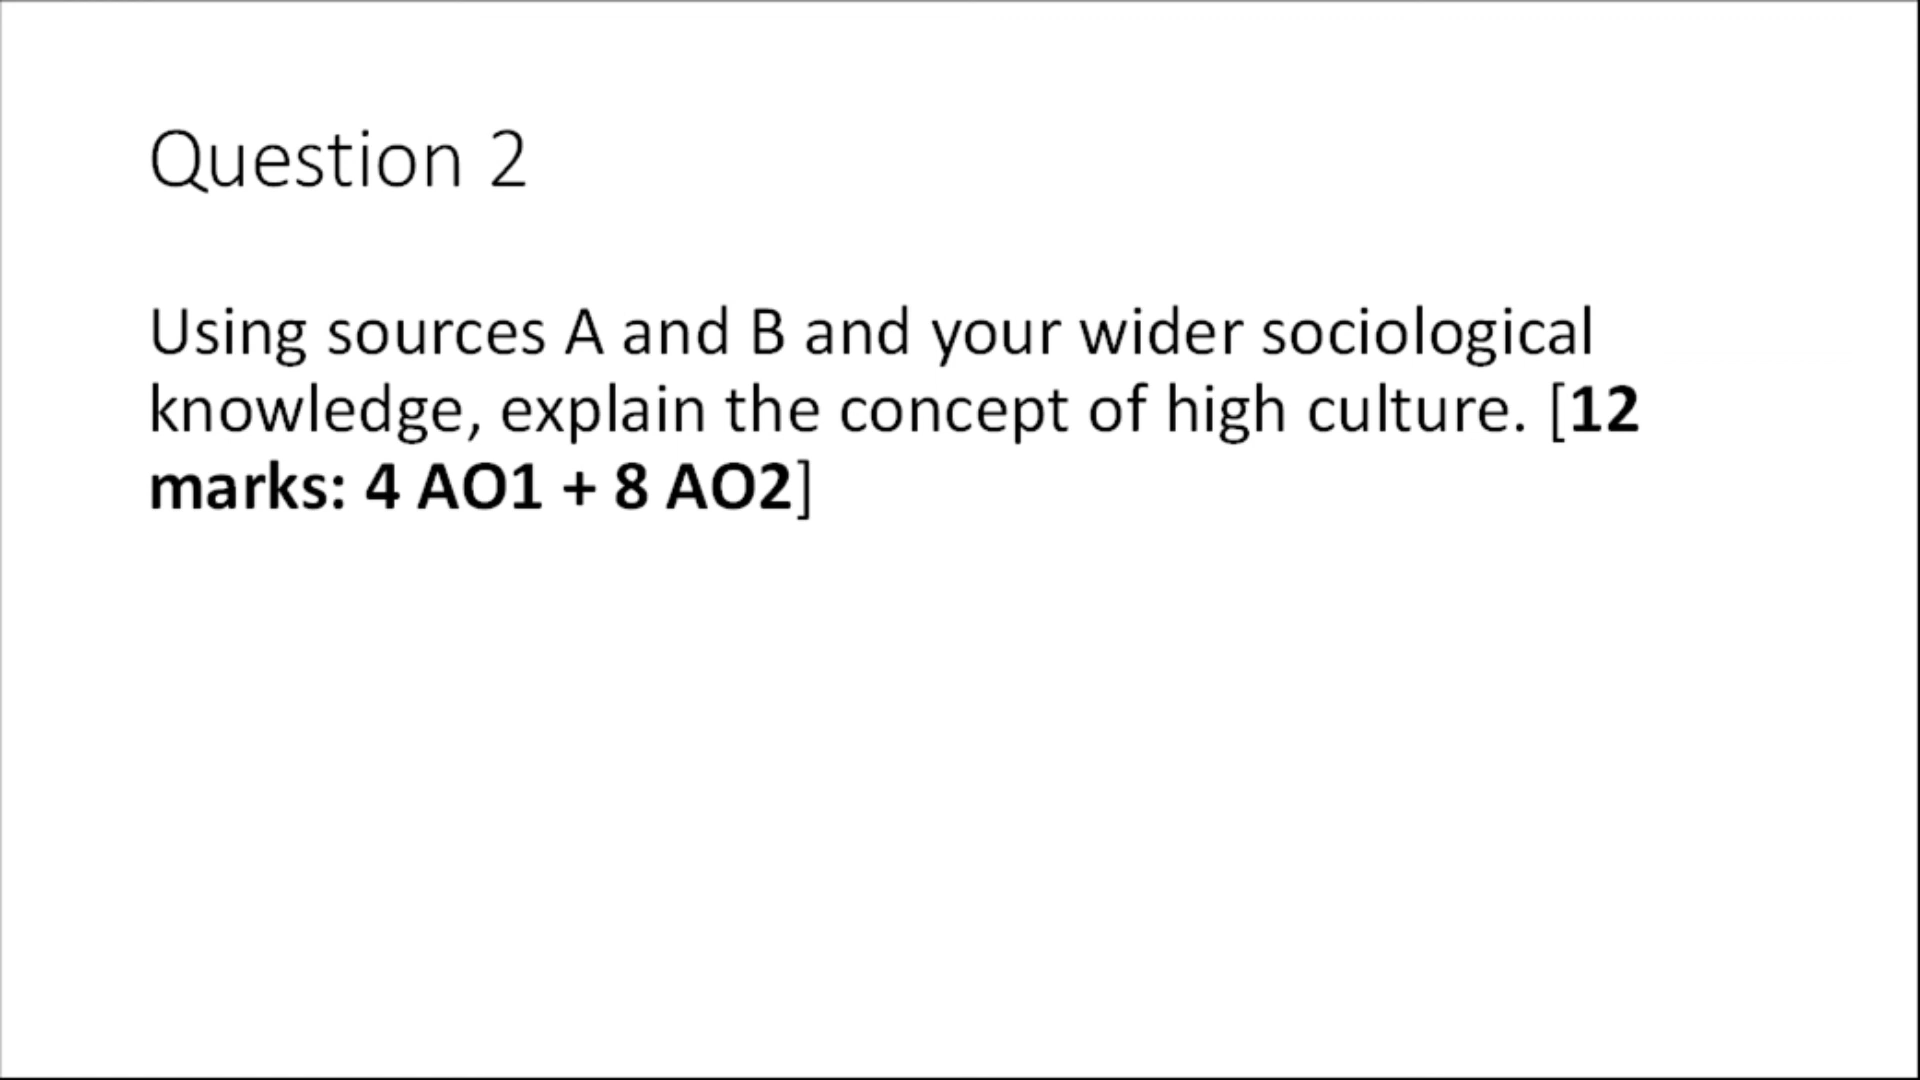 Question 2
Using sources A and B and your wider sociological
knowledge, explain the concept of high culture. [12
marks: 4 AO1 + 8 AO2]